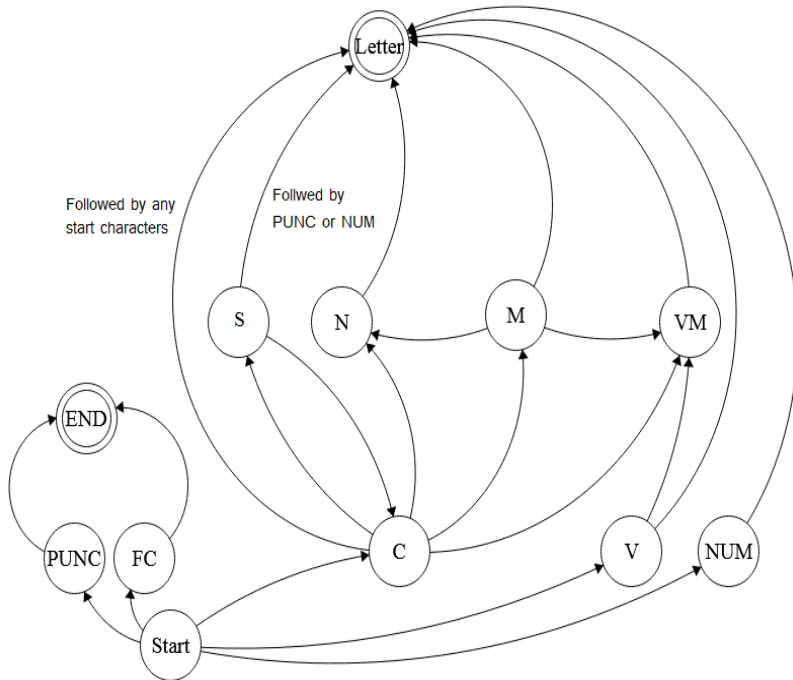 Letter
Followed by any
start characters
Follwed by
PUNC or NUM
S
N
M
VM
END
PUNC
FC
C
V
NUM
Start